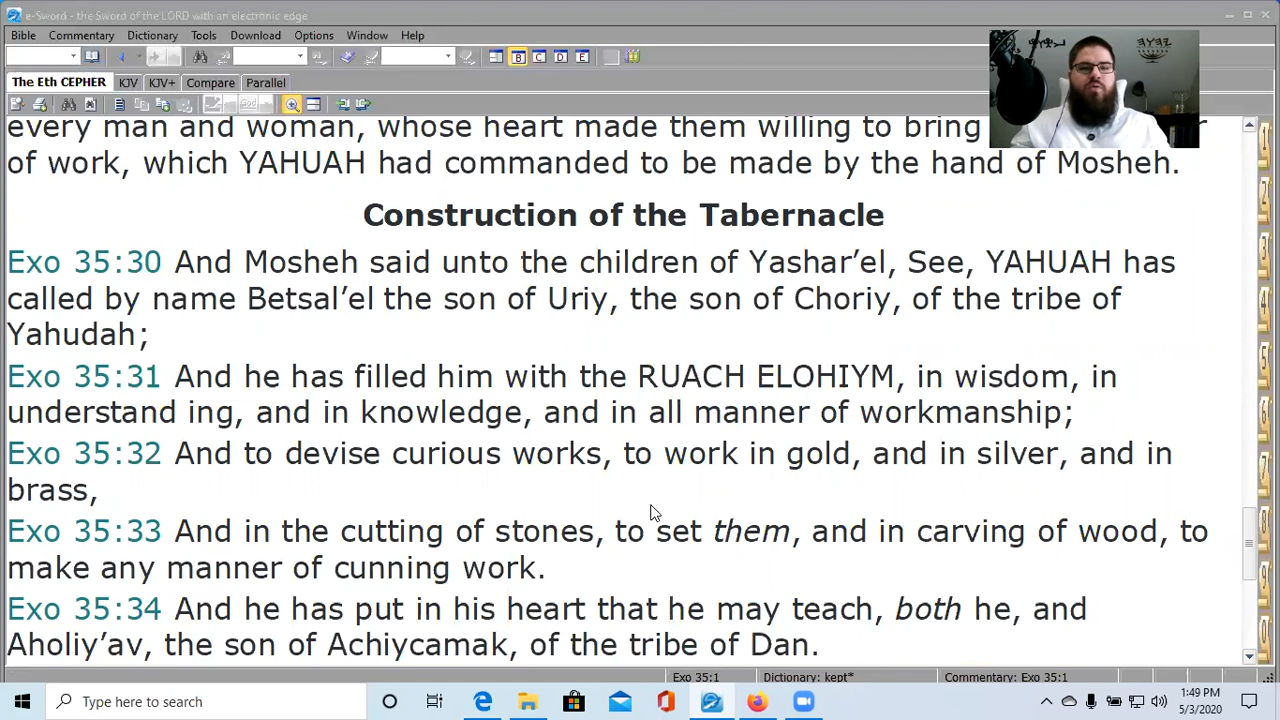 e-Sword - the Sword of the LORD with an electronic edge
Bible Commentary Dictionary Tools Options Window Help
B C D E
The Eth CEPHER KJV KJV+ Compare Parallel
every man and woman, whose heart made them willing to bring
of work, which YAHUAH had commanded to be made by the hand of Mosheh.
Construction of the Tabernacle
Exo 35:30 And Mosheh said unto the children of Yashar’el, See, YAHUAH has
called by name Betsal’el the son of Uriy, the son of Choriy, of the tribe of
Yahudah;
Exo 35:31 And he has filled him with the RUACH ELOHIYM, in wisdom, in
understand ing, and in knowledge, and in all manner of workmanship;
Exo 35:32 And to devise curious works, to work in gold, and in silver, and in
brass,
Exo 35:33 And in the cutting of stones, to set them, and in carving of wood, to
make any manner of cunning work.
Exo 35:34 And he has put in his heart that he may teach, both he, and
Aholiy’av, the son of Achiycamak, of the tribe of Dan.
Exo 35:1 Dictionary: kept* Commentary: Exo 35:1
Type here to search
1:49 PM
5/3/2020